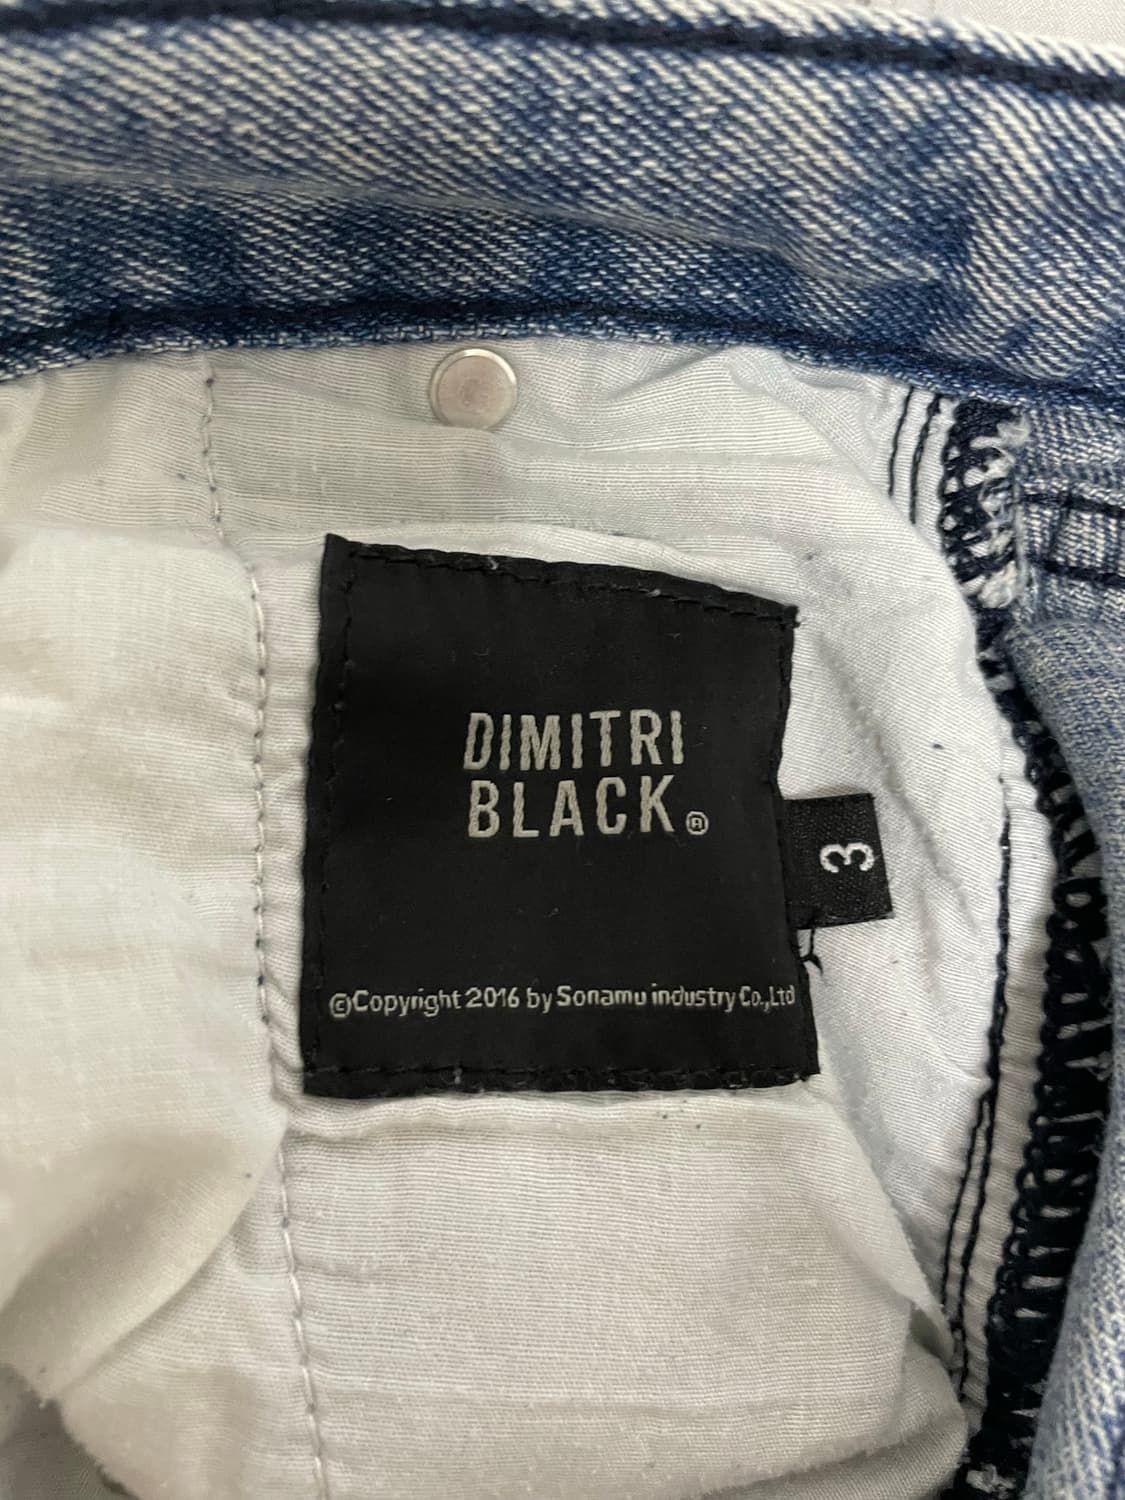 DIMITRI
BLACK®
3
©Copyright 2016 by Sonamu industry Co.,Ltd